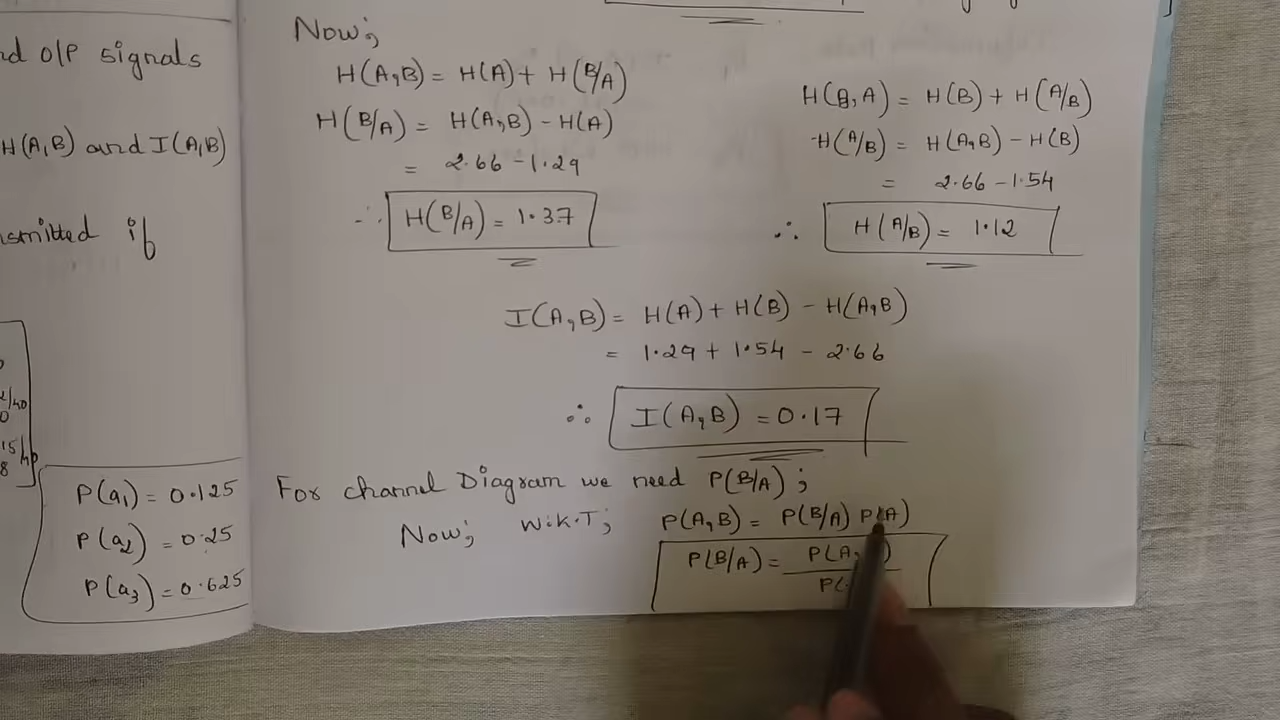 nd O/P signals
H(A,B) and I(A,B)
nsmitted if
P(a1) = 0.125
P(a2) = 0.25
P(a3) = 0.625
Now;
H(A,B) = H(A) + H(B/A)
H(B/A) = H(A,B) - H(A)
= 2.66 - 1.29
∴ H(B/A) = 1.37
H(B,A) = H(B) + H(A/B)
H(A/B) = H(A,B) - H(B)
= 2.66 - 1.54
∴ H(A/B) = 1.12
I(A,B) = H(A) + H(B) - H(A,B)
= 1.29 + 1.54 - 2.66
∴ I(A,B) = 0.17
For channel Diagram we need P(B/A);
Now; W.K.T; P(A,B) = P(B/A) P(A)
P(B/A) = P(A,
P(